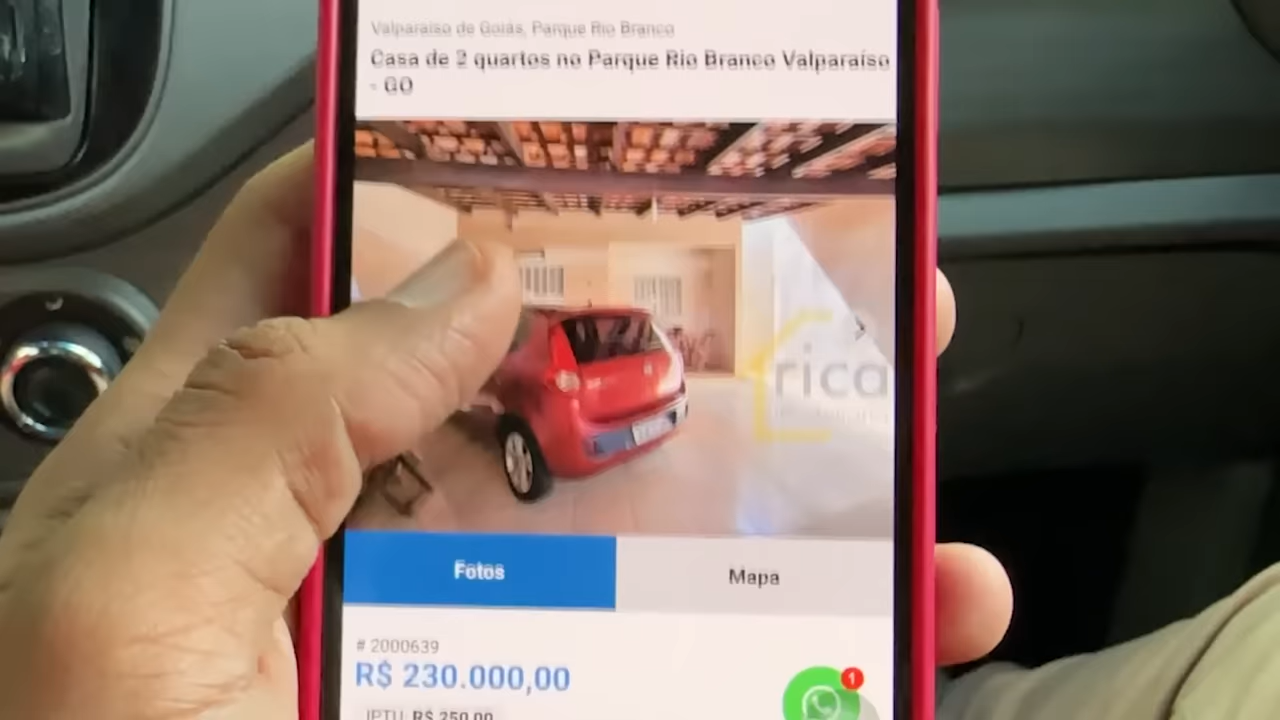 Valparaíso de Goiás, Parque Rio Branco
Casa de 2 quartos no Parque Rio Branco Valparaíso
- GO
rica
Fotos
Mapa
# 2000639
R$ 230.000,00
1
IPTU R$ 250,00